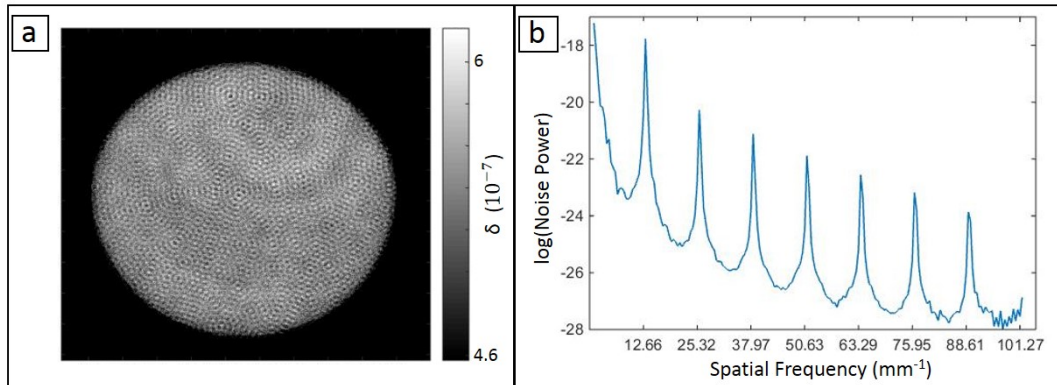 a
6
δ (10⁻⁷)
4.6
b
log(Noise Power)
-18
-20
-22
-24
-26
-28
12.66 25.32 37.97 50.63 63.29 75.95 88.61 101.27
Spatial Frequency (mm⁻¹)